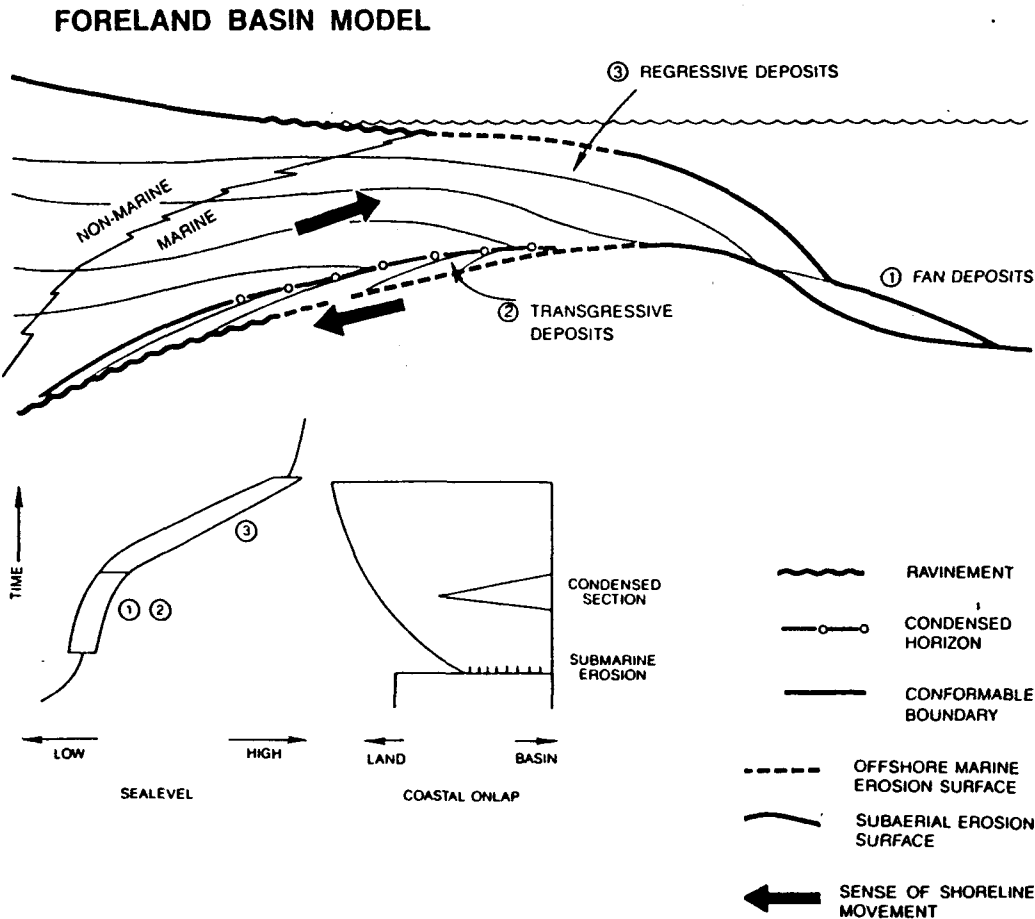 FORELAND BASIN MODEL
③ REGRESSIVE DEPOSITS
NON-MARINE
MARINE
① FAN DEPOSITS
② TRANSGRESSIVE
DEPOSITS
TIME
③
① ②
LOW
HIGH
SEALEVEL
CONDENSED
SECTION
SUBMARINE
EROSION
LAND
BASIN
COASTAL ONLAP
RAVINEMENT
CONDENSED
HORIZON
CONFORMABLE
BOUNDARY
OFFSHORE MARINE
EROSION SURFACE
SUBAERIAL EROSION
SURFACE
SENSE OF SHORELINE
MOVEMENT